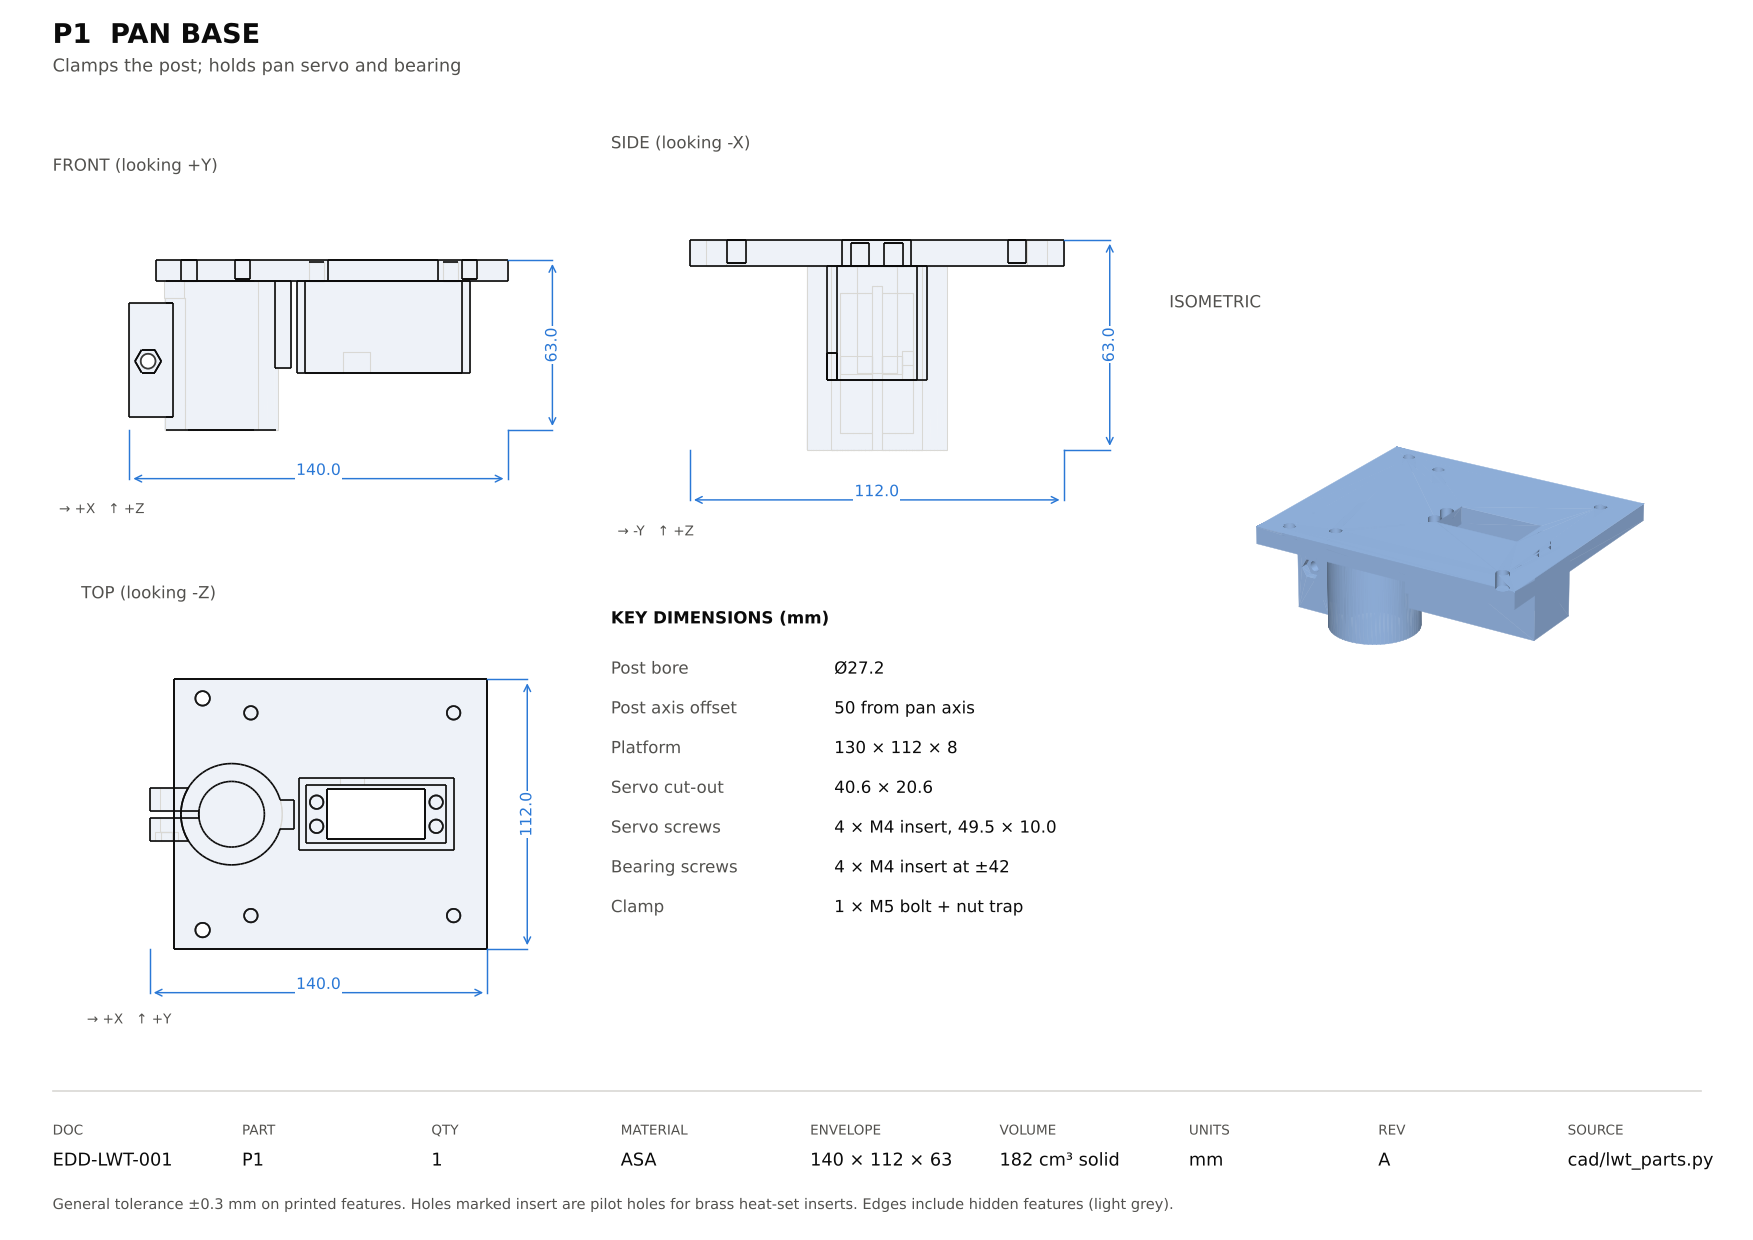 P1 PAN BASE
Clamps the post; holds pan servo and bearing
FRONT (looking +Y)
63.0
140.0
→ +X ↑ +Z
SIDE (looking -X)
63.0
112.0
→ -Y ↑ +Z
ISOMETRIC
TOP (looking -Z)
112.0
140.0
→ +X ↑ +Y
KEY DIMENSIONS (mm)
Post bore Ø27.2
Post axis offset 50 from pan axis
Platform 130 × 112 × 8
Servo cut-out 40.6 × 20.6
Servo screws 4 × M4 insert, 49.5 × 10.0
Bearing screws 4 × M4 insert at ±42
Clamp 1 × M5 bolt + nut trap
DOC PART QTY MATERIAL ENVELOPE VOLUME UNITS REV SOURCE
EDD-LWT-001 P1 1 ASA 140 × 112 × 63 182 cm³ solid mm A cad/lwt_parts.py
General tolerance ±0.3 mm on printed features. Holes marked insert are pilot holes for brass heat-set inserts. Edges include hidden features (light grey).